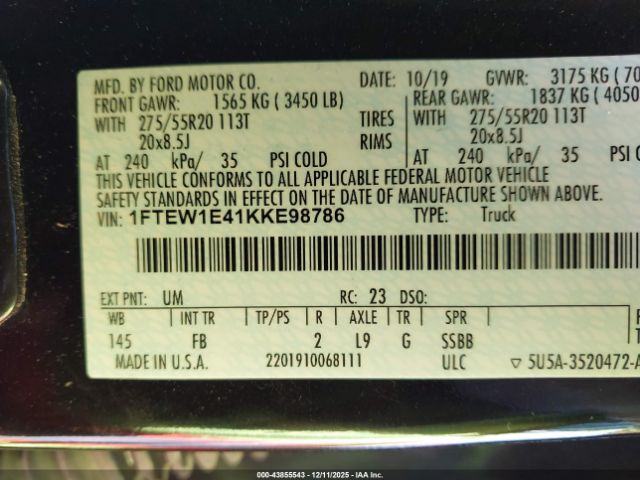 MFD. BY FORD MOTOR CO. DATE: 10/19 GVWR: 3175 KG (70
FRONT GAWR: 1565 KG (3450 LB) REAR GAWR: 1837 KG (4050
WITH 275/55R20 113T TIRES WITH 275/55R20 113T
20x8.5J RIMS 20x8.5J
AT 240 kPa/ 35 PSI COLD AT 240 kPa/ 35 PSI C
THIS VEHICLE CONFORMS TO ALL APPLICABLE FEDERAL MOTOR VEHICLE
SAFETY STANDARDS IN EFFECT ON THE DATE OF MANUFACTURE SHOWN ABOVE.
VIN: 1FTEW1E41KKE98786 TYPE: Truck
EXT PNT: UM RC: 23 DSO:
WB INT TR TP/PS R AXLE TR SPR
145 FB 2 L9 G SSBB
MADE IN U.S.A. 2201910068111 ULC ▽ 5U5A-3520472-A
000-43855543 • 12/11/2025 • IAA Inc.